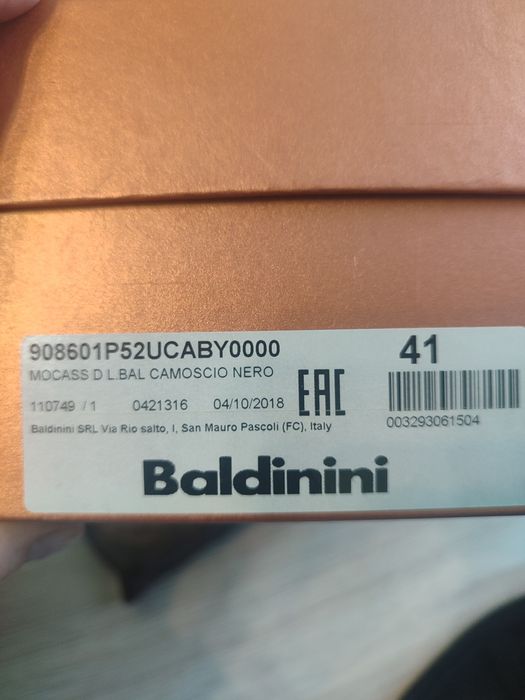 908601P52UCABY0000 41
MOCASS D L.BAL CAMOSCIO NERO
110749 /1 0421316 04/10/2018 EAC
003293061504
Baldinini SRL Via Rio salto, I, San Mauro Pascoli (FC), Italy
Baldinini